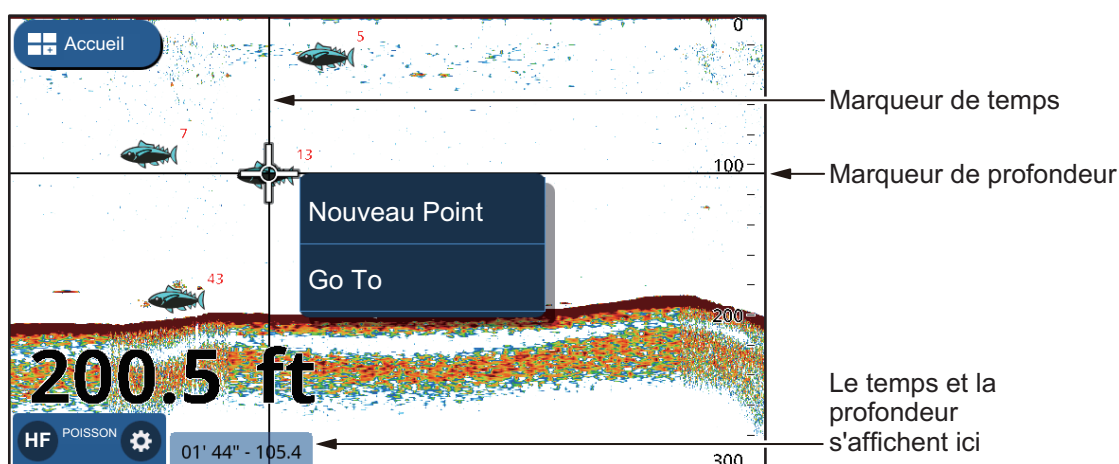 Accueil
5
0
Marqueur de temps
7
13
100
Marqueur de profondeur
Nouveau Point
Go To
43
200
200.5 ft
Le temps et la
profondeur
s'affichent ici
HF
POISSON
01' 44" - 105.4
300